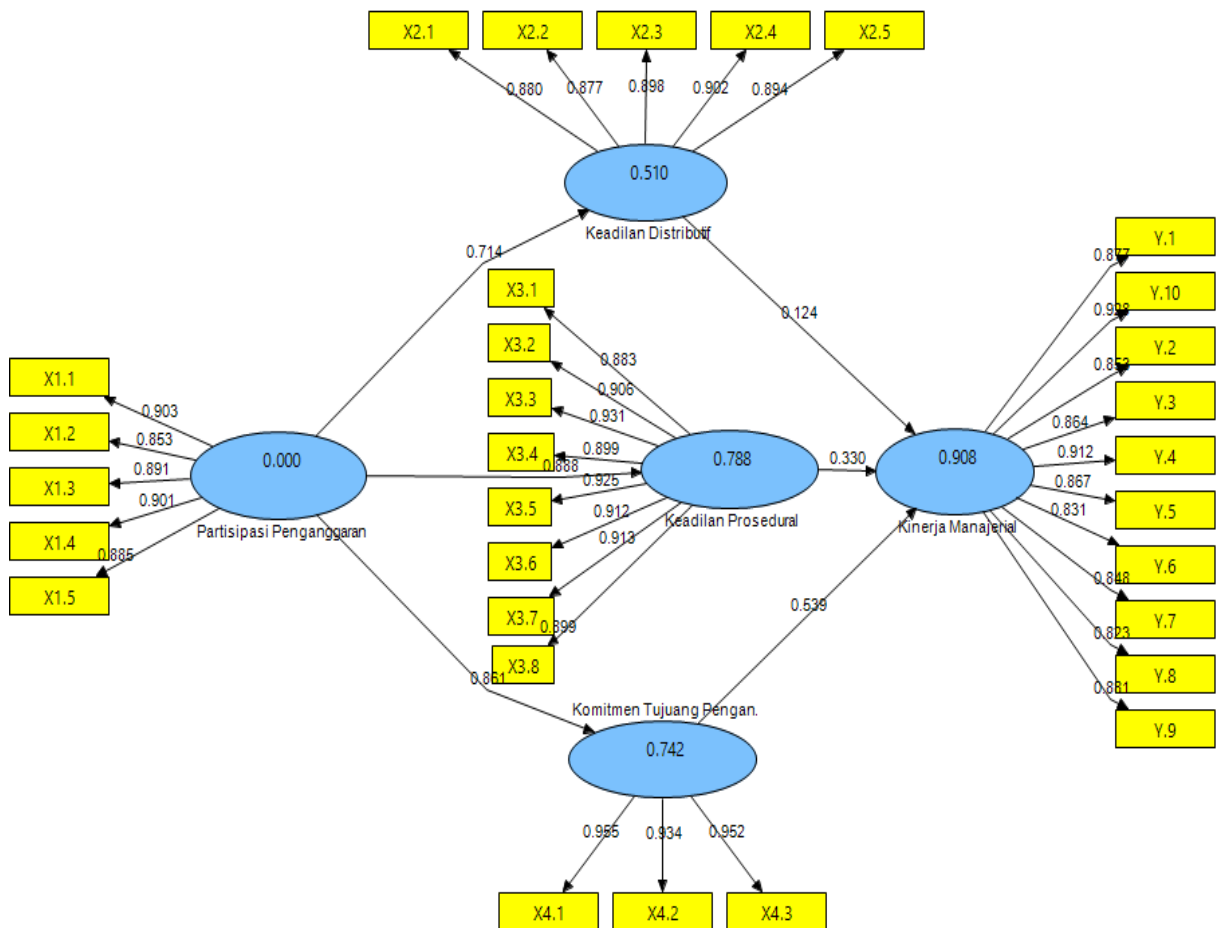 X2.1
X2.2
X2.3
X2.4
X2.5
0.880
0.877
0.898
0.902
0.894
0.510
Keadilan Distributif
0.714
0.124
X1.1
X1.2
X1.3
X1.4
X1.5
0.903
0.853
0.891
0.901
0.885
0.000
Partisipasi Penganggaran
X3.1
X3.2
X3.3
X3.4
X3.5
X3.6
X3.7
X3.8
0.883
0.906
0.931
0.899
0.888
0.925
0.912
0.913
0.899
0.788
Keadilan Prosedural
0.330
0.861
0.539
Komitmen Tujuang Pengan.
0.742
0.955
0.934
0.952
X4.1
X4.2
X4.3
0.908
Kinerja Manajerial
0.877
0.928
0.853
0.864
0.912
0.867
0.831
0.848
0.823
0.881
Y.1
Y.10
Y.2
Y.3
Y.4
Y.5
Y.6
Y.7
Y.8
Y.9